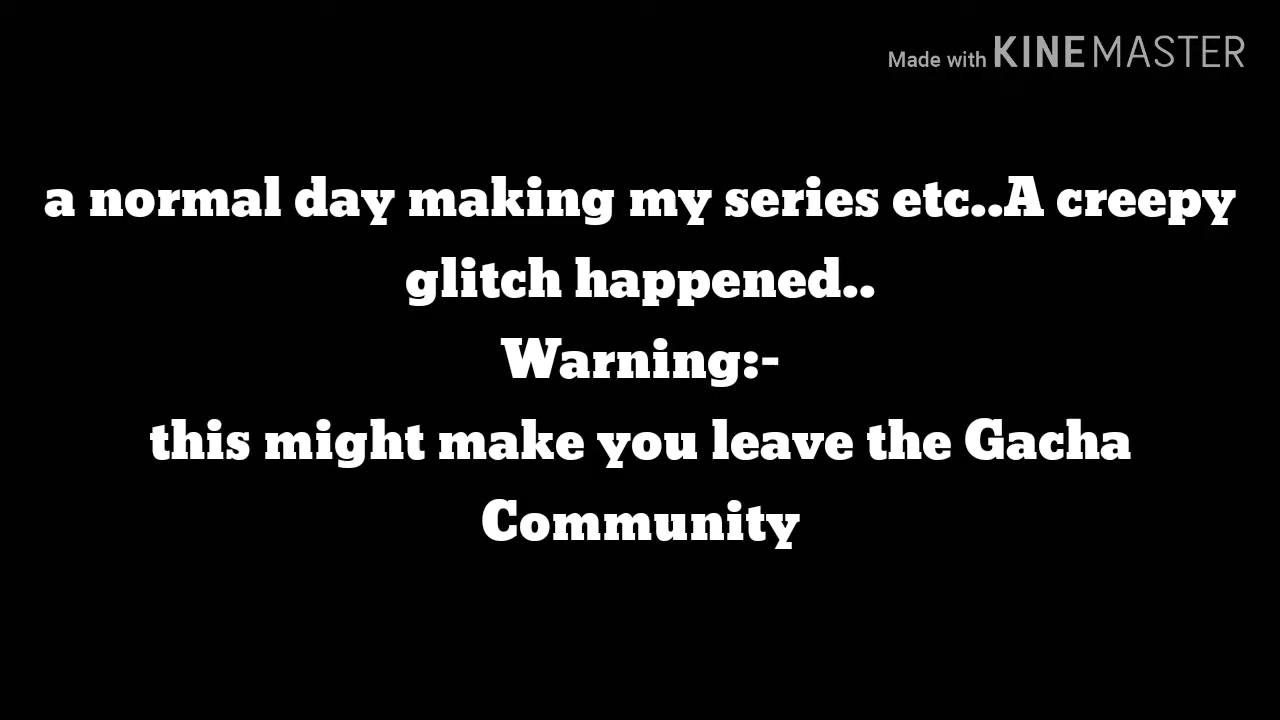 Made with KINEMASTER
a normal day making my series etc..A creepy
glitch happened..
Warning:-
this might make you leave the Gacha
Community